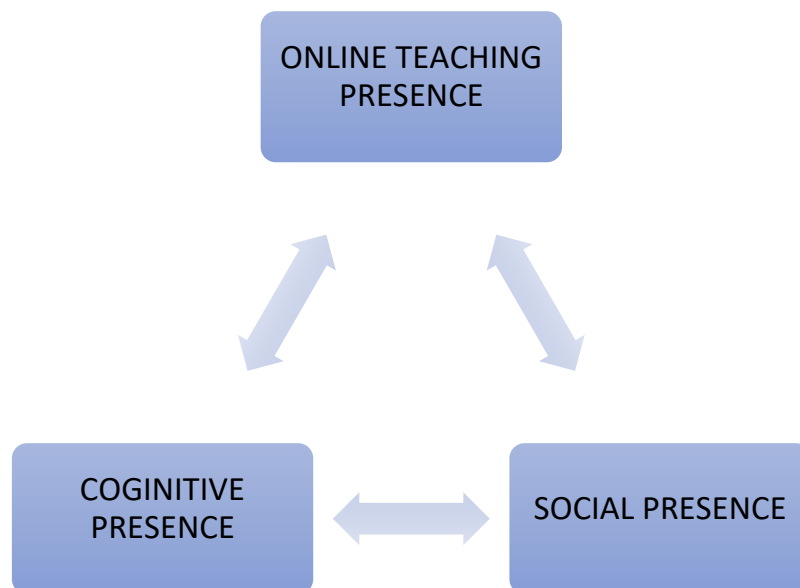 ONLINE TEACHING
PRESENCE
COGINITIVE
PRESENCE
SOCIAL PRESENCE